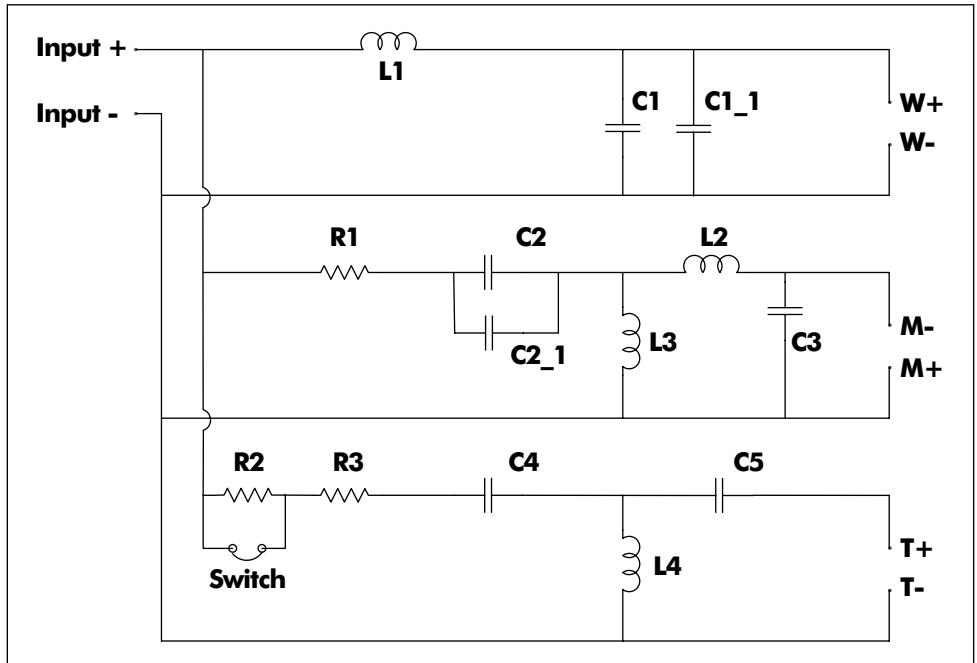 Input +
L1
Input -
C1
C1_1
W+
W-
R1
C2
L2
C2_1
L3
C3
M-
M+
R2
R3
C4
C5
Switch
L4
T+
T-